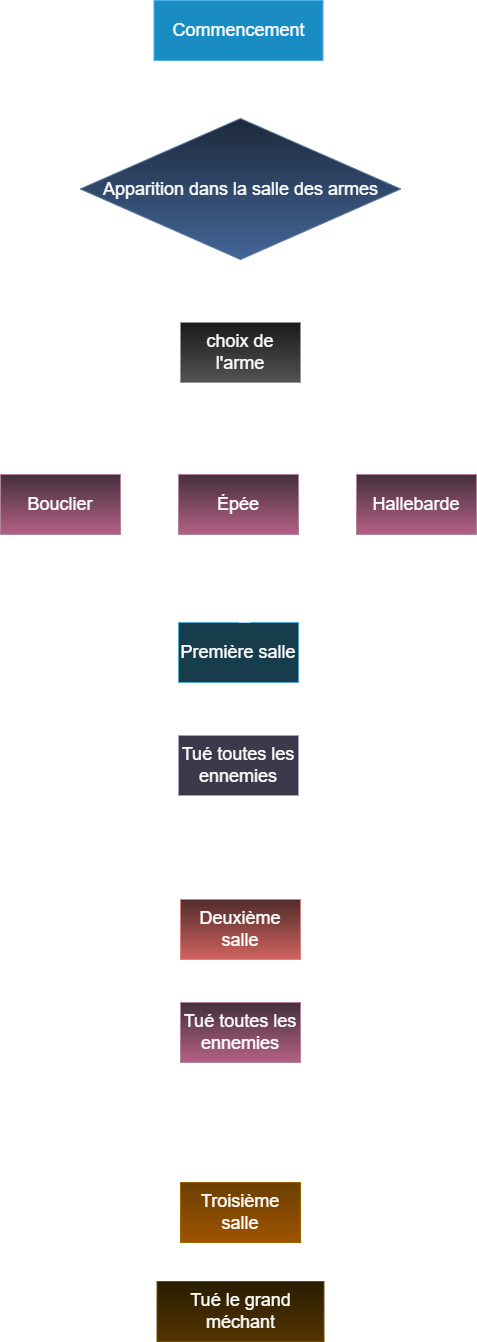 Commencement
Apparition dans la salle des armes
choix de
l'arme
Bouclier
Épée
Hallebarde
Première salle
Tué toutes les
ennemies
Deuxième
salle
Tué toutes les
ennemies
Troisième
salle
Tué le grand
méchant